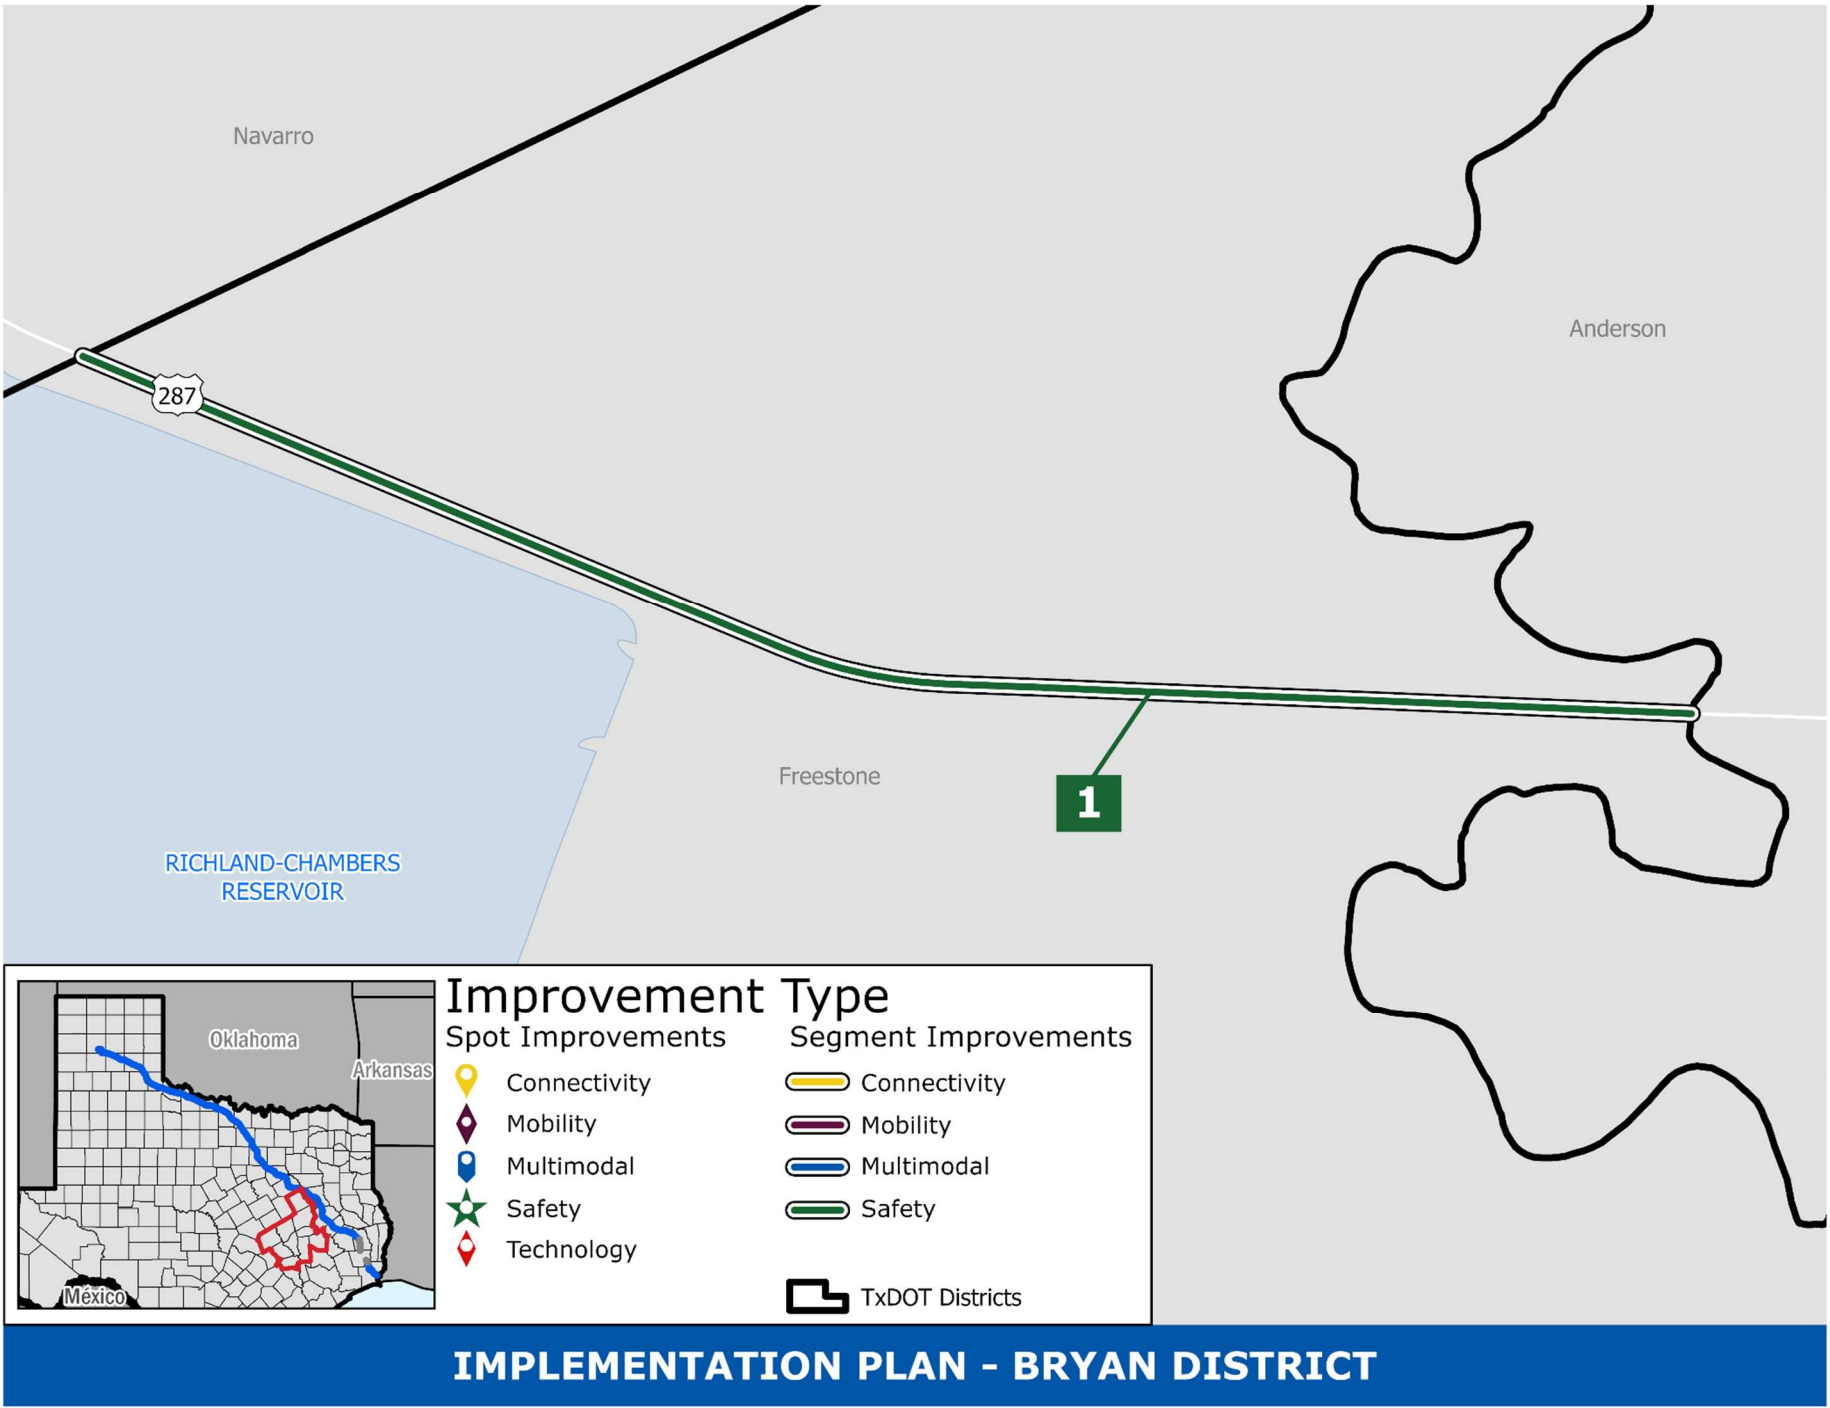 Navarro
Anderson
287
Freestone
1
RICHLAND-CHAMBERS
RESERVOIR
Oklahoma
Arkansas
México
Improvement Type
Spot Improvements
Connectivity
Mobility
Multimodal
Safety
Technology
Segment Improvements
Connectivity
Mobility
Multimodal
Safety
TxDOT Districts
IMPLEMENTATION PLAN - BRYAN DISTRICT